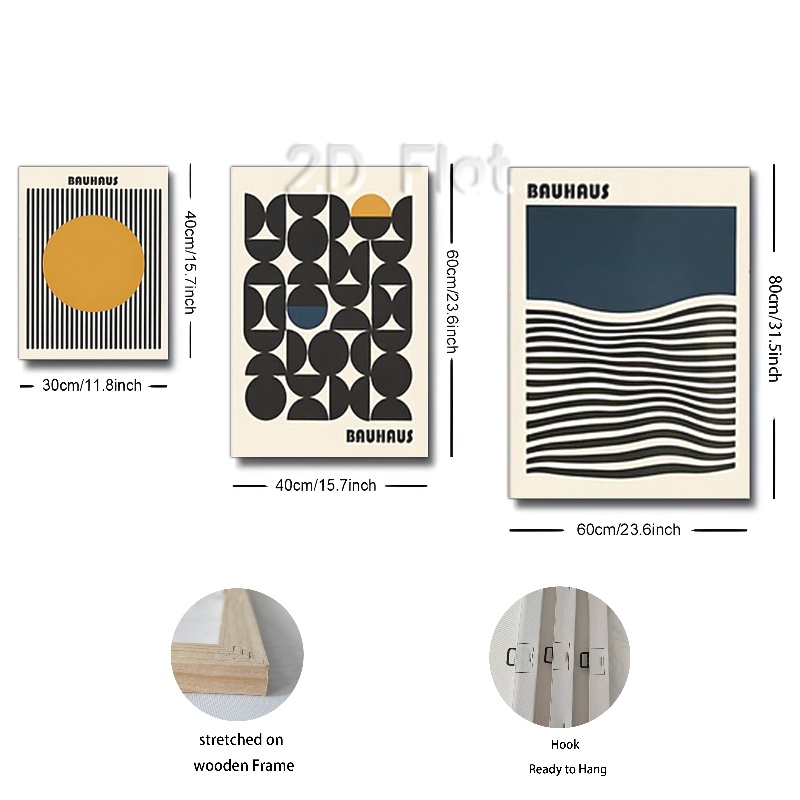 2D Flat
BAUHAUS
40cm/15.7inch
30cm/11.8inch
BAUHAUS
60cm/23.6inch
40cm/15.7inch
BAUHAUS
80cm/31.5inch
60cm/23.6inch
stretched on
wooden Frame
Hook
Ready to Hang